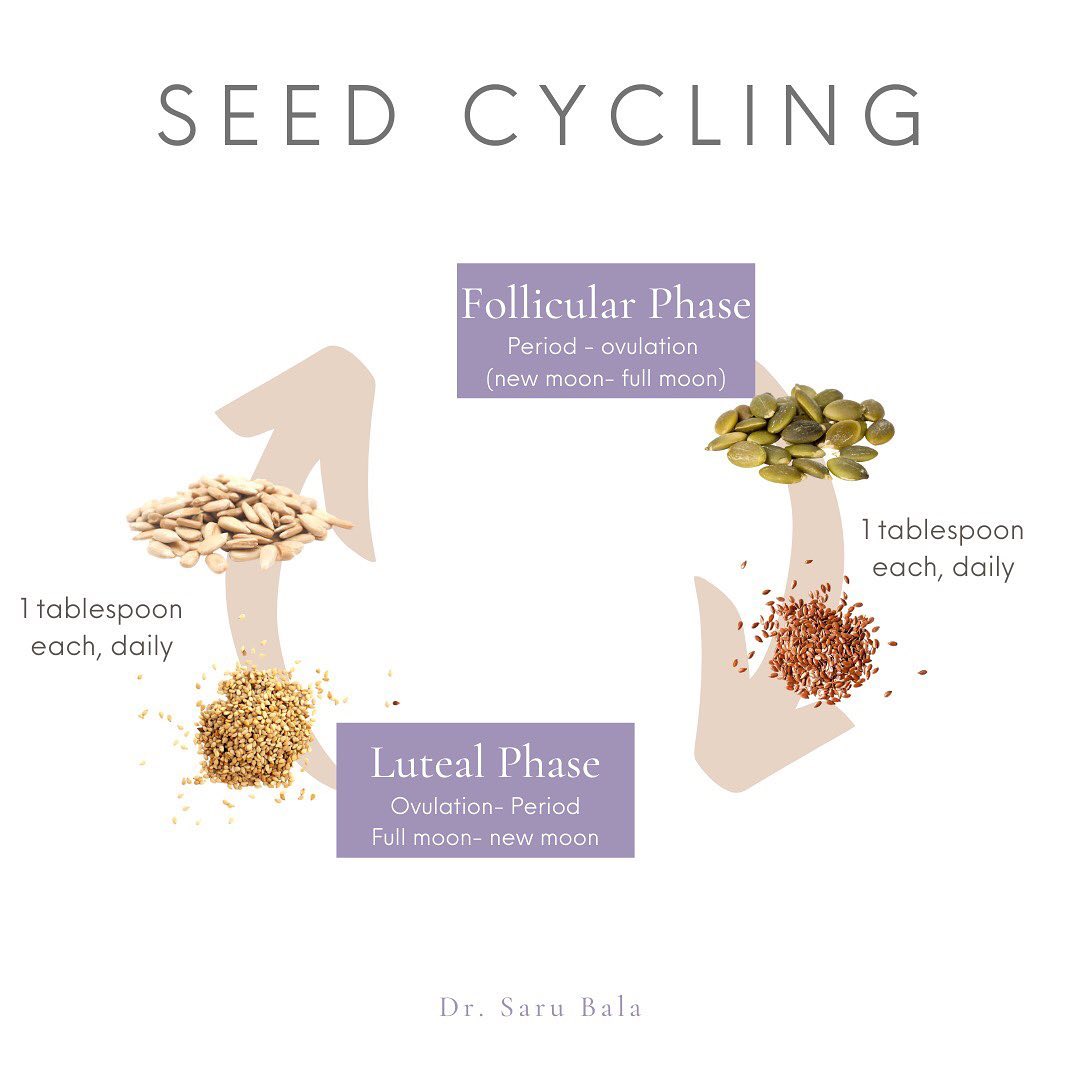 SEED CYCLING
Follicular Phase
Period - ovulation
(new moon- full moon)
1 tablespoon
each, daily
1 tablespoon
each, daily
Luteal Phase
Ovulation- Period
Full moon- new moon
Dr. Saru Bala